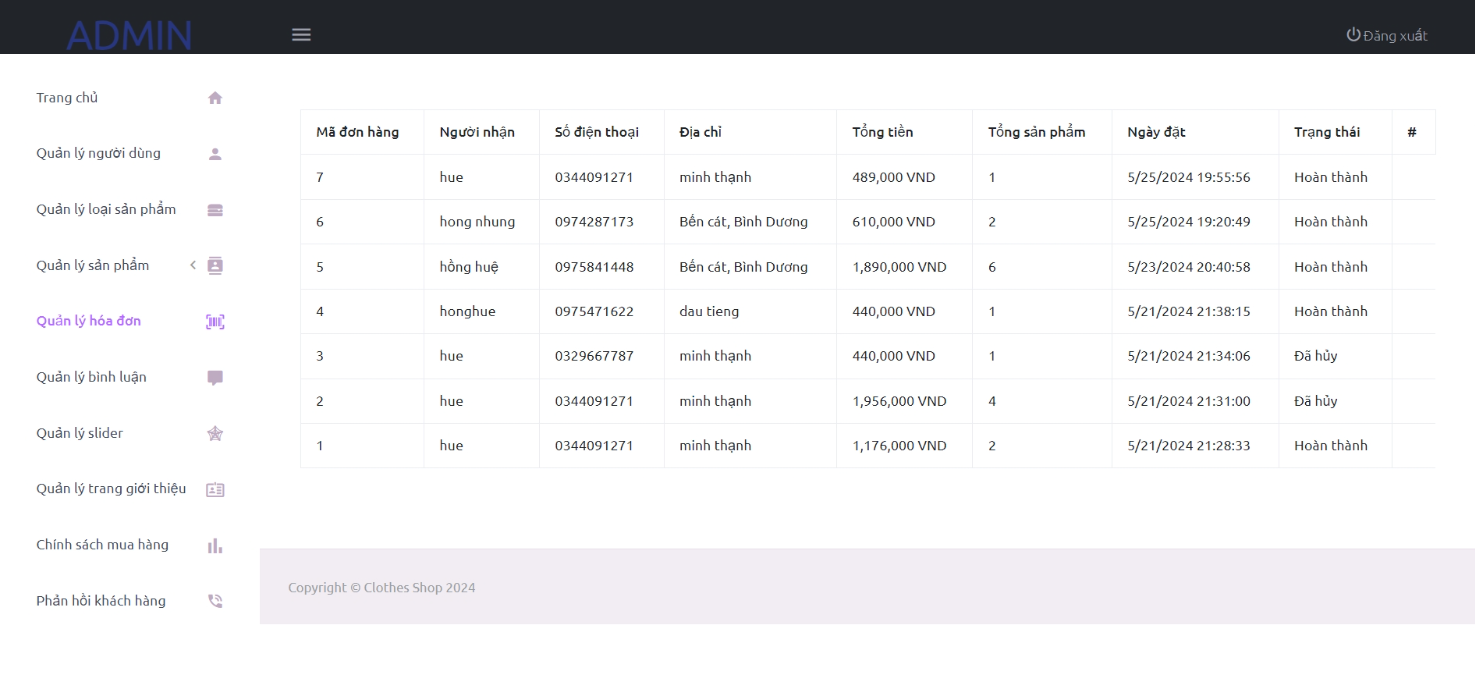 ADMIN
Đăng xuất
Trang chủ
Quản lý người dùng
Quản lý loại sản phẩm
Quản lý sản phẩm
Quản lý hóa đơn
Quản lý bình luận
Quản lý slider
Quản lý trang giới thiệu
Chính sách mua hàng
Phản hồi khách hàng
Mã đơn hàng Người nhận Số điện thoại Địa chỉ Tổng tiền Tổng sản phẩm Ngày đặt Trạng thái #
7 hue 0344091271 minh thạnh 489,000 VND 1 5/25/2024 19:55:56 Hoàn thành
6 hong nhung 0974287173 Bến cát, Bình Dương 610,000 VND 2 5/25/2024 19:20:49 Hoàn thành
5 hồng huệ 0975841448 Bến cát, Bình Dương 1,890,000 VND 6 5/23/2024 20:40:58 Hoàn thành
4 honghue 0975471622 dau tieng 440,000 VND 1 5/21/2024 21:38:15 Hoàn thành
3 hue 0329667787 minh thạnh 440,000 VND 1 5/21/2024 21:34:06 Đã hủy
2 hue 0344091271 minh thạnh 1,956,000 VND 4 5/21/2024 21:31:00 Đã hủy
1 hue 0344091271 minh thạnh 1,176,000 VND 2 5/21/2024 21:28:33 Hoàn thành
Copyright © Clothes Shop 2024